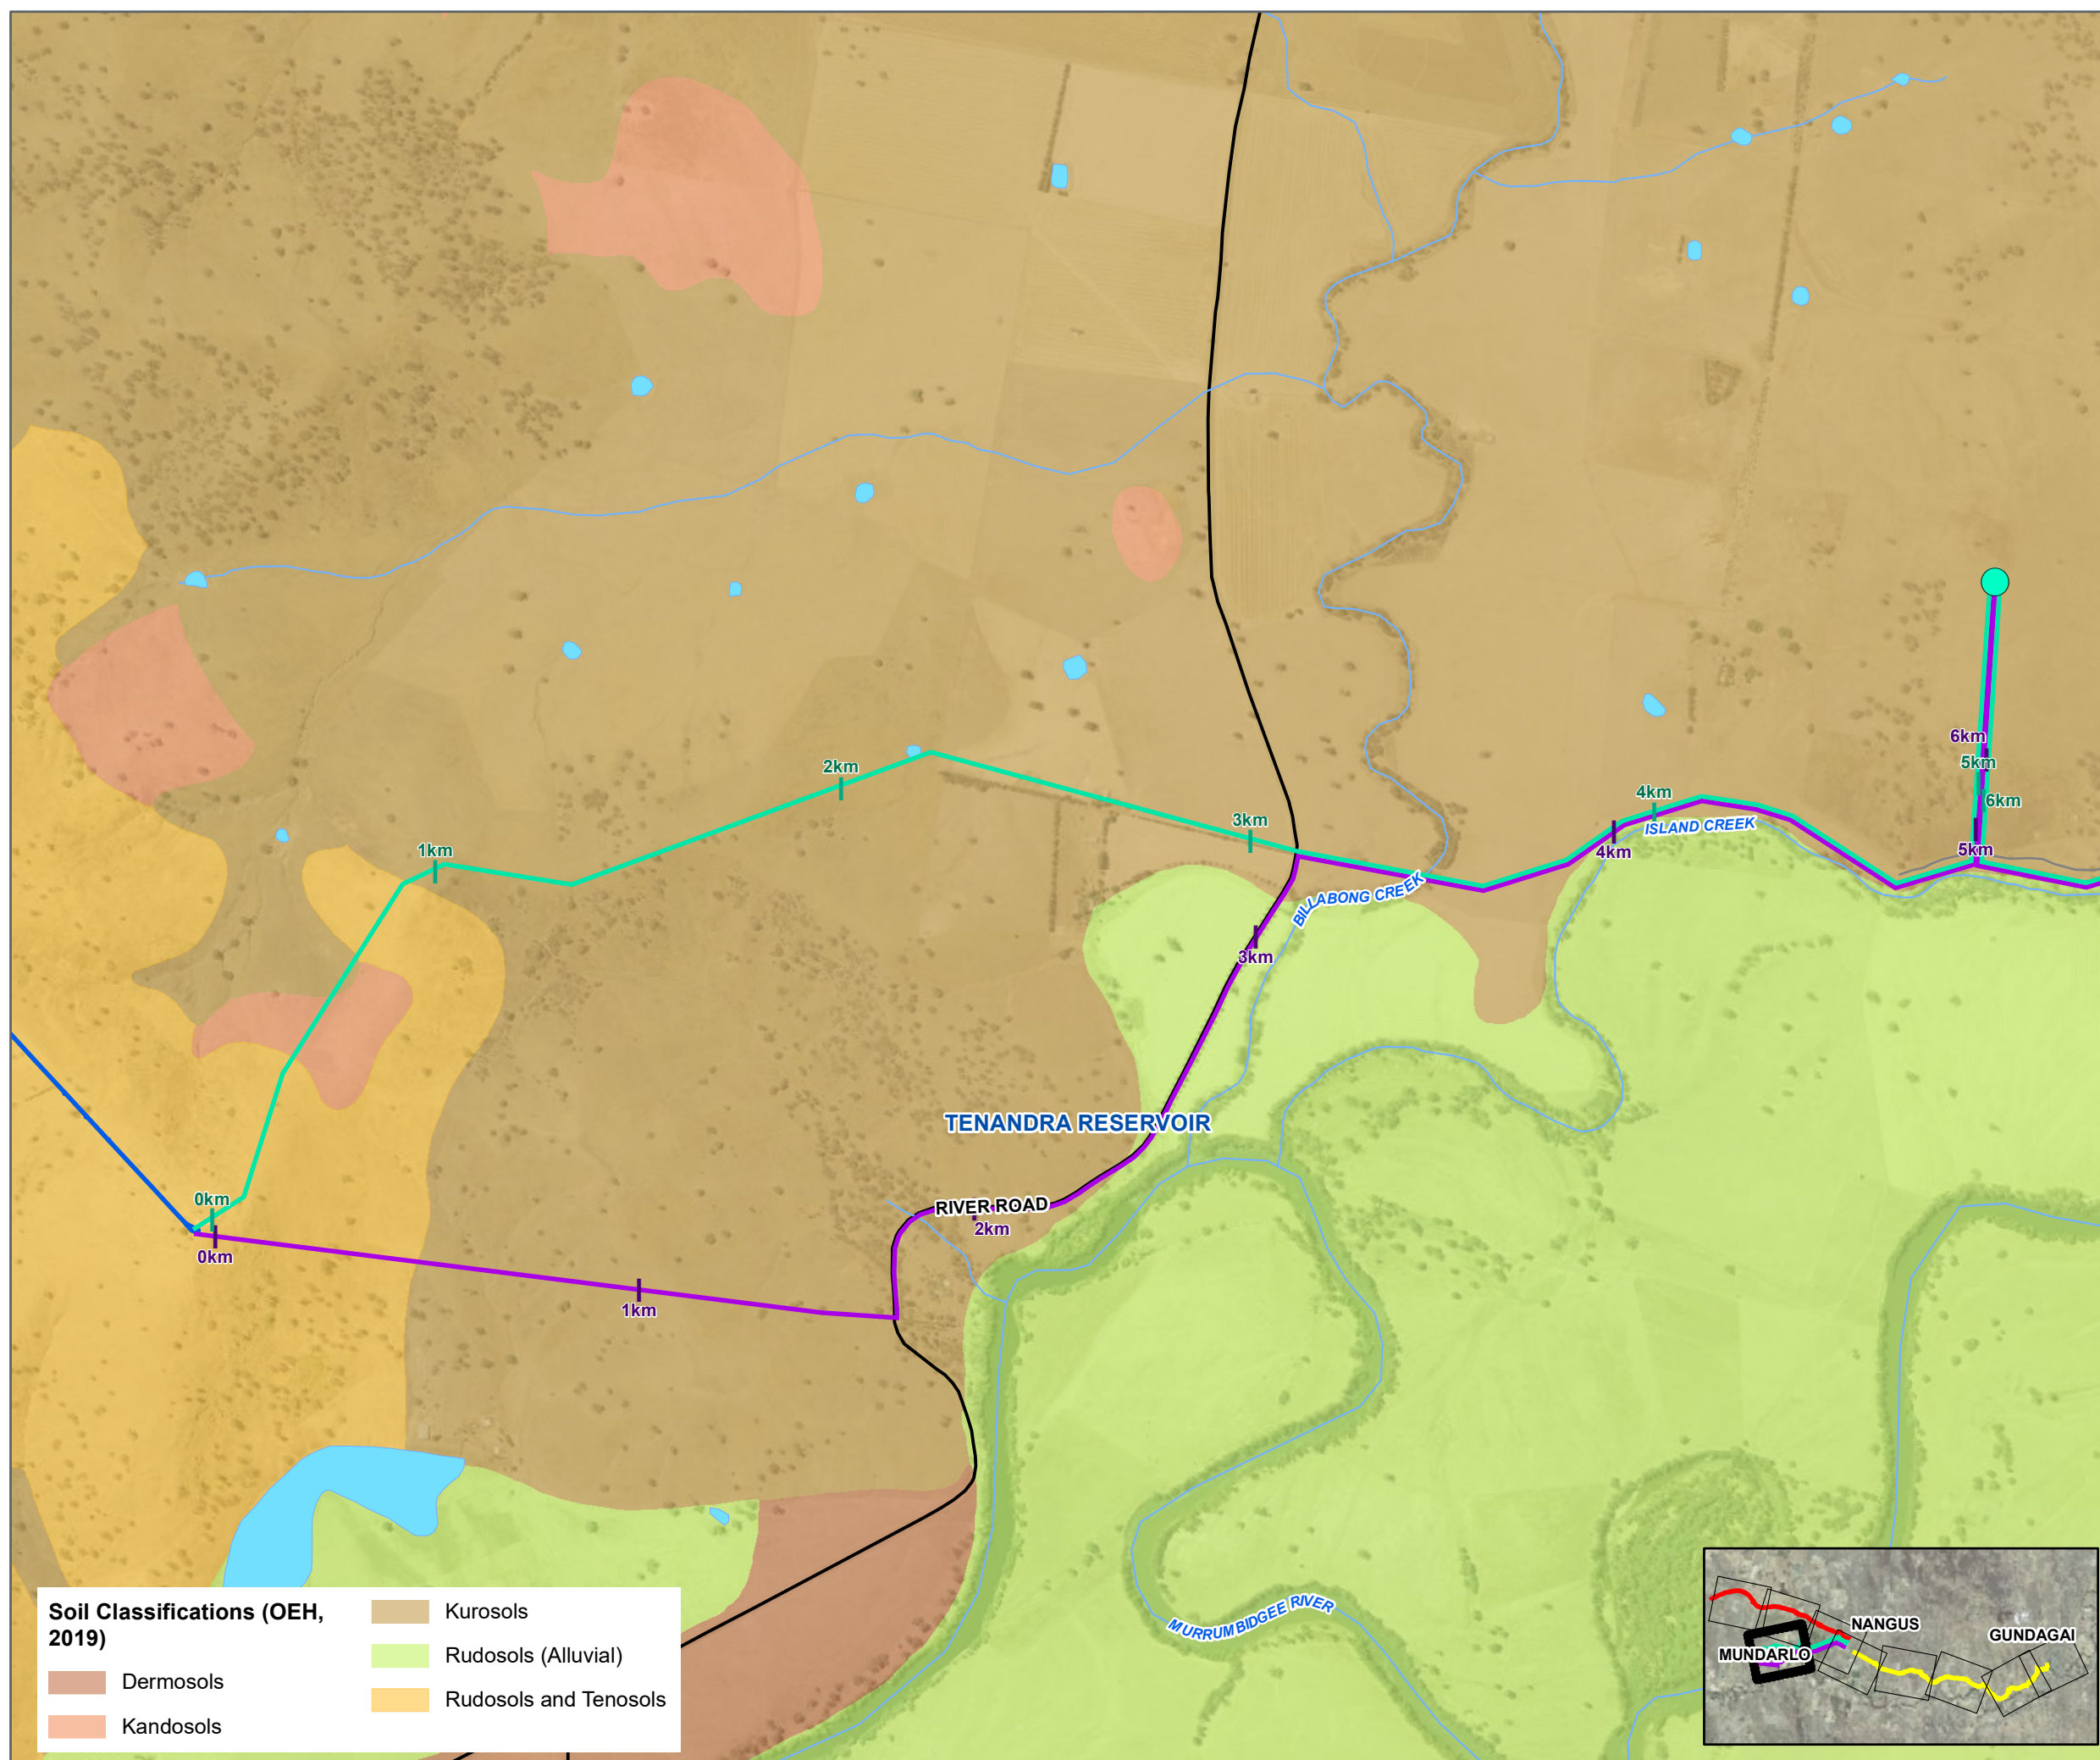 6km
5km
2km
4km
6km
3km
ISLAND CREEK
1km
4km
5km
BILLABONG CREEK
3km
TENANDRA RESERVOIR
0km
RIVER ROAD
2km
0km
1km
MURRUMBIDGEE RIVER
Soil Classifications (OEH,
2019)
Dermosols
Kandosols
Kurosols
Rudosols (Alluvial)
Rudosols and Tenosols
NANGUS
GUNDAGAI
MUNDARLO